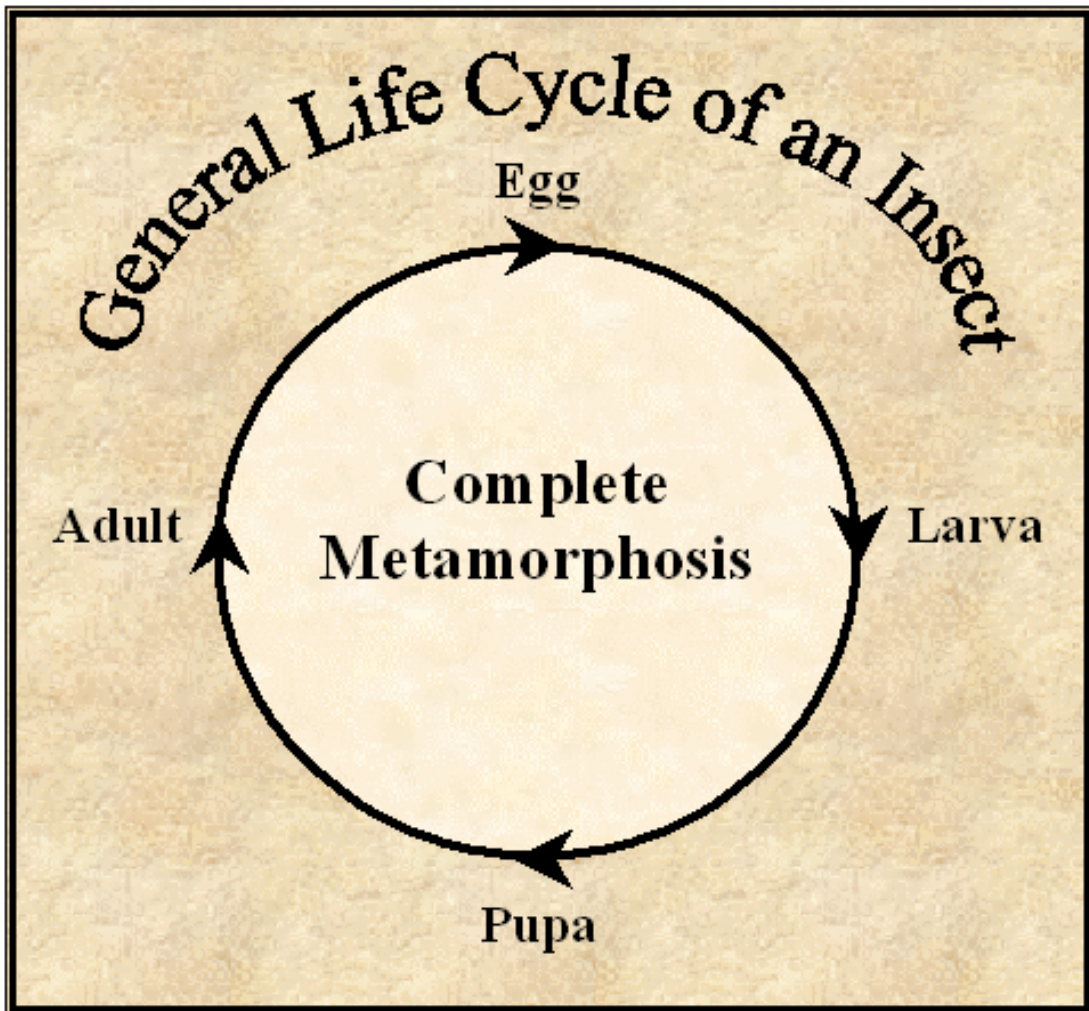 General Life Cycle of an Insect
Egg
Adult
Complete
Metamorphosis
Larva
Pupa